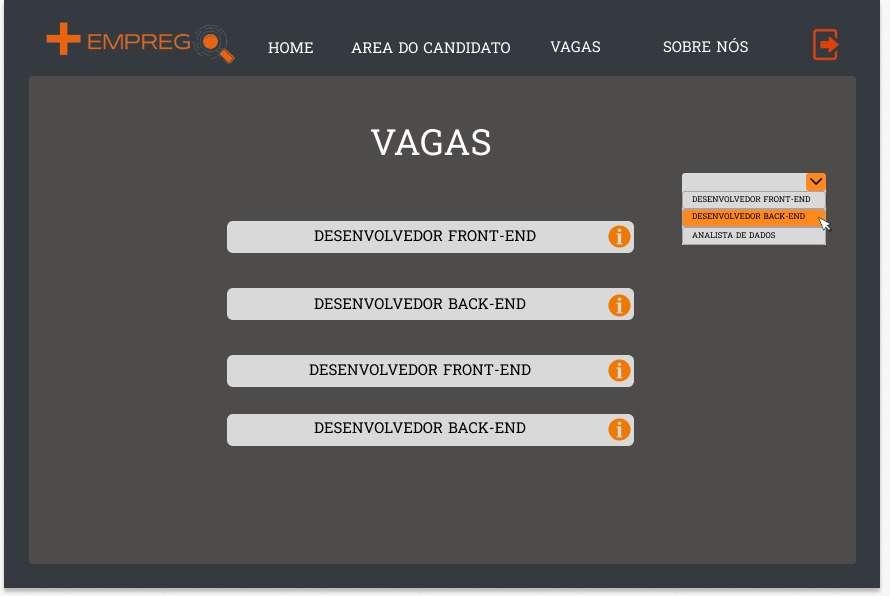 + EMPREGO
HOME
AREA DO CANDIDATO
VAGAS
SOBRE NÓS
VAGAS
DESENVOLVEDOR FRONT-END
DESENVOLVEDOR BACK-END
ANALISTA DE DADOS
DESENVOLVEDOR FRONT-END
DESENVOLVEDOR BACK-END
DESENVOLVEDOR FRONT-END
DESENVOLVEDOR BACK-END